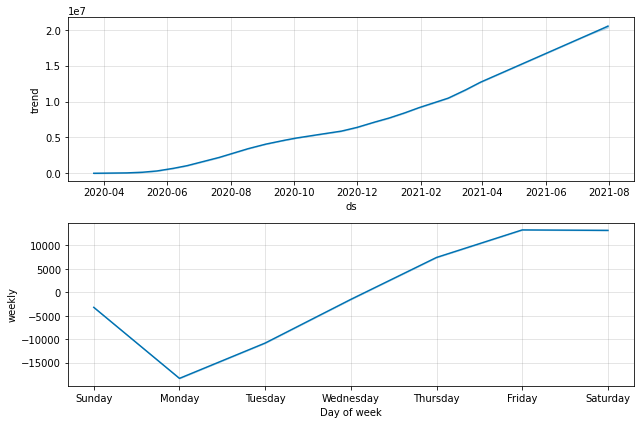 1e7
2.0
1.5
1.0
0.5
0.0
trend
2020-04 2020-06 2020-08 2020-10 2020-12 2021-02 2021-04 2021-06 2021-08
ds
10000
5000
0
−5000
−10000
−15000
weekly
Sunday Monday Tuesday Wednesday Thursday Friday Saturday
Day of week